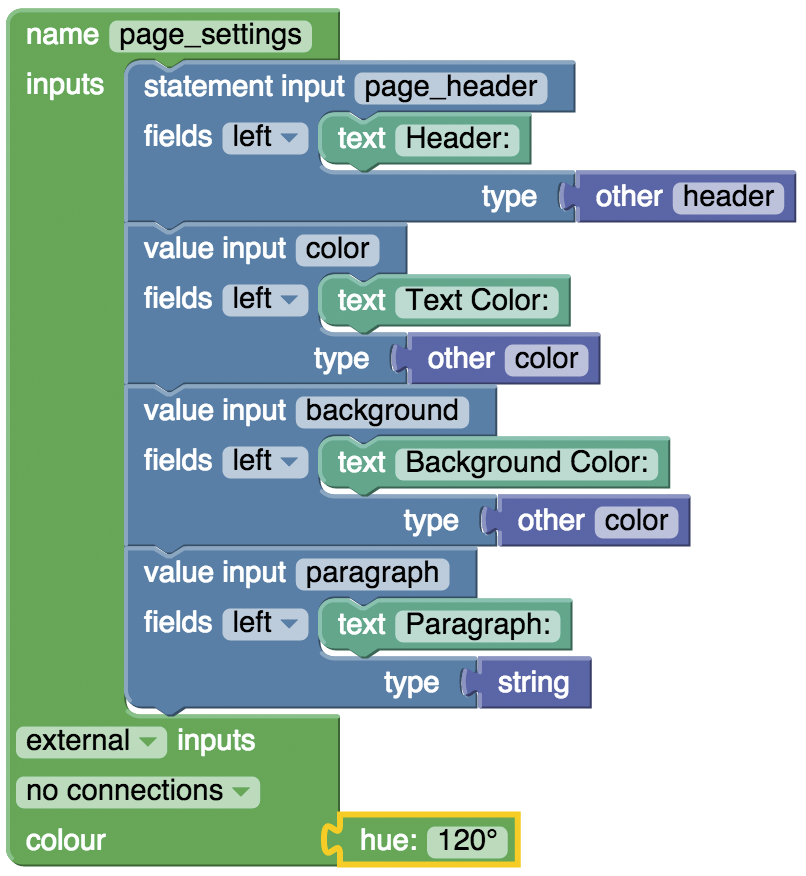 name page_settings
inputs statement input page_header
fields left text Header:
type other header
value input color
fields left text Text Color:
type other color
value input background
fields left text Background Color:
type other color
value input paragraph
fields left text Paragraph:
type string
external inputs
no connections
colour hue: 120°